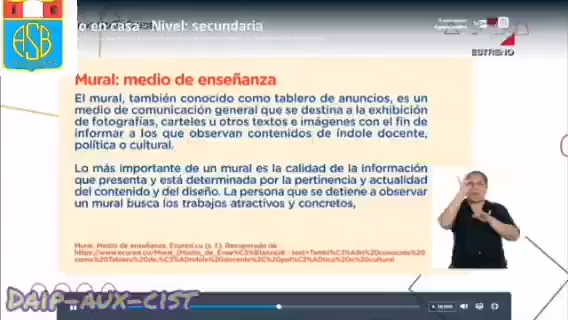 o en casa - Nivel: secundaria
ESTRENO
Mural: medio de enseñanza
El mural, también conocido como tablero de anuncios, es un
medio de comunicación general que se destina a la exhibición
de fotografías, carteles u otros textos e imágenes con el fin de
informar a los que observan contenidos de índole docente,
política o cultural.
Lo más importante de un mural es la calidad de la información
que presenta y está determinada por la pertinencia y actualidad
del contenido y del diseño. La persona que se detiene a observar
un mural busca los trabajos atractivos y concretos,
Mural. Medio de enseñanza. Ecured.cu (s. f.). Recuperado de
DAIP-AUX-CIST